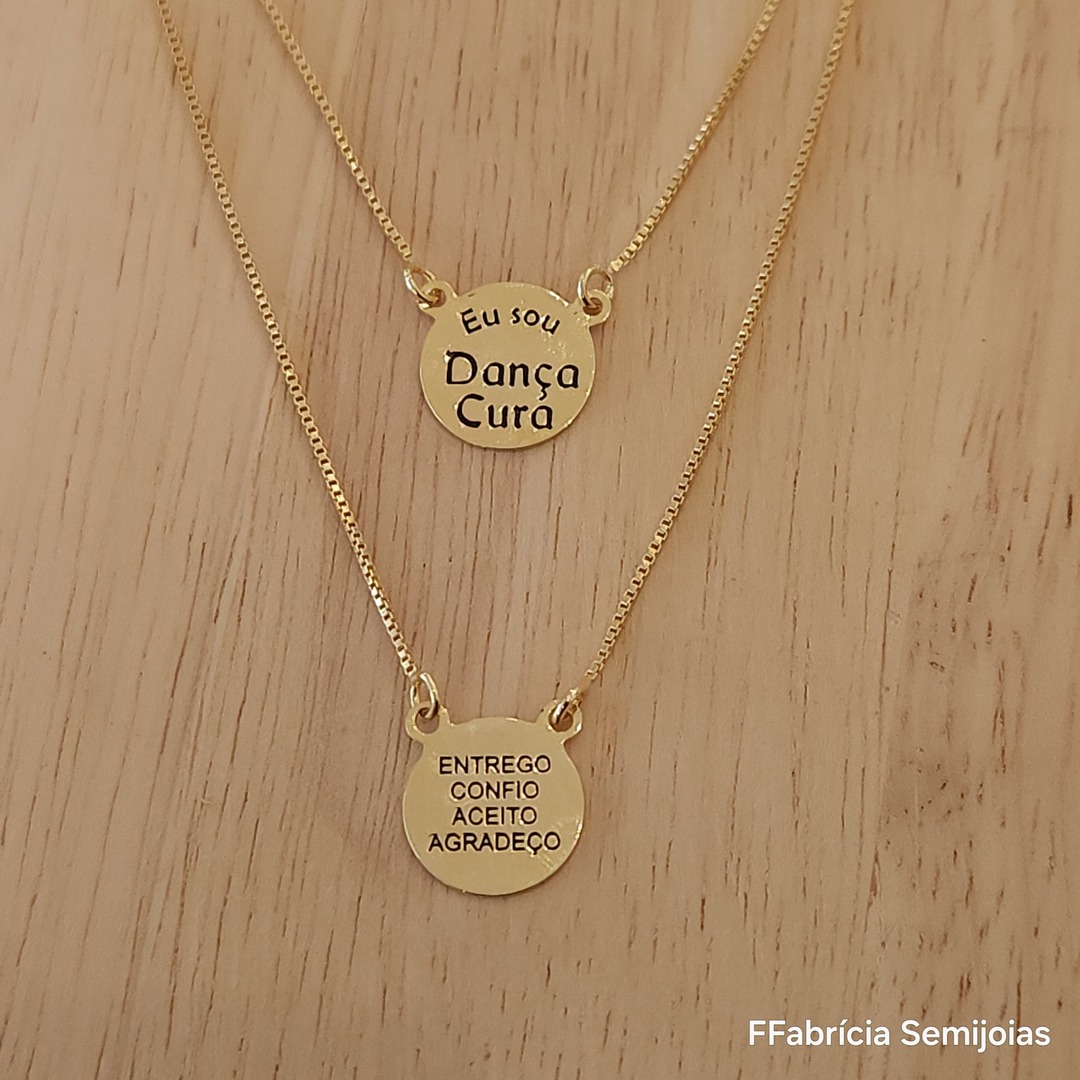 Eu sou
Dança
Cura
ENTREGO
CONFIO
ACEITO
AGRADEÇO
FFabrícia Semijoias